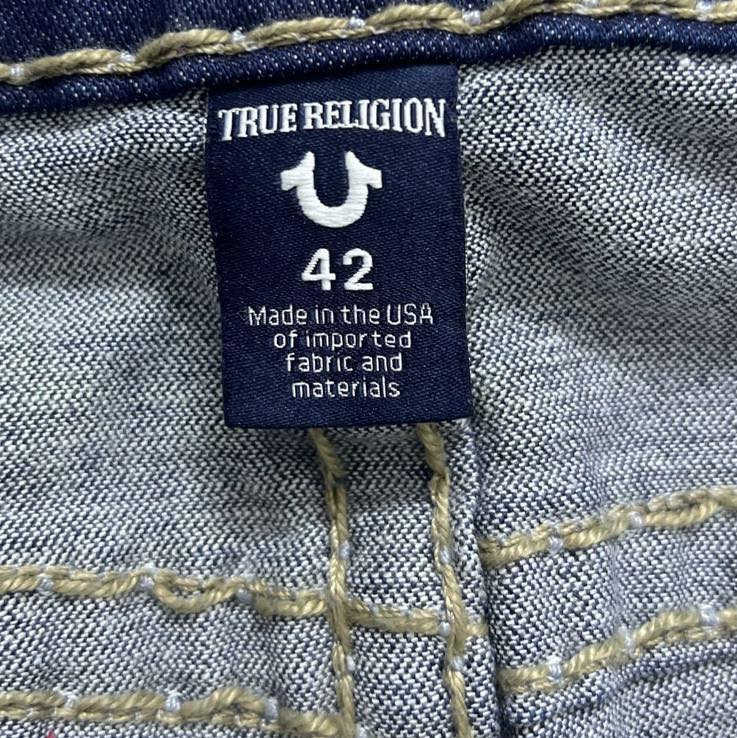 TRUE RELIGION
42
Made in the USA
of imported
fabric and
materials